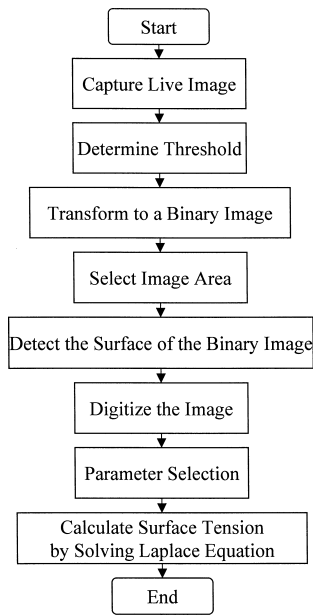 Start
Capture Live Image
Determine Threshold
Transform to a Binary Image
Select Image Area
Detect the Surface of the Binary Image
Digitize the Image
Parameter Selection
Calculate Surface Tension
by Solving Laplace Equation
End